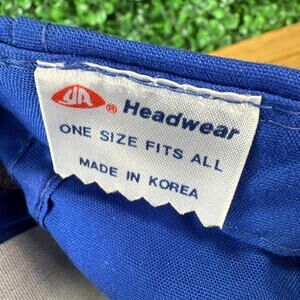 ® Headwear
ONE SIZE FITS ALL
MADE IN KOREA